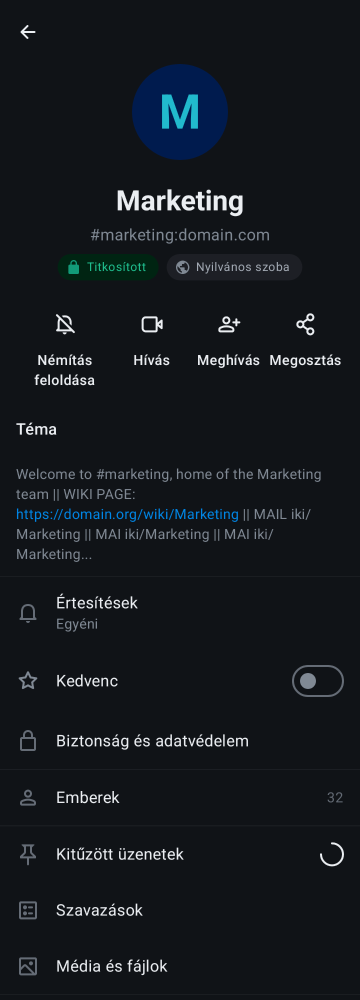 M
Marketing
#marketing:domain.com
Titkosított Nyilvános szoba
Némítás feloldása Hívás Meghívás Megosztás
Téma
Welcome to #marketing, home of the Marketing
team || WIKI PAGE:
https://domain.org/wiki/Marketing || MAIL iki/
Marketing || MAI iki/Marketing || MAI iki/
Marketing...
Értesítések
Egyéni
Kedvenc
Biztonság és adatvédelem
Emberek 32
Kitűzött üzenetek
Szavazások
Média és fájlok